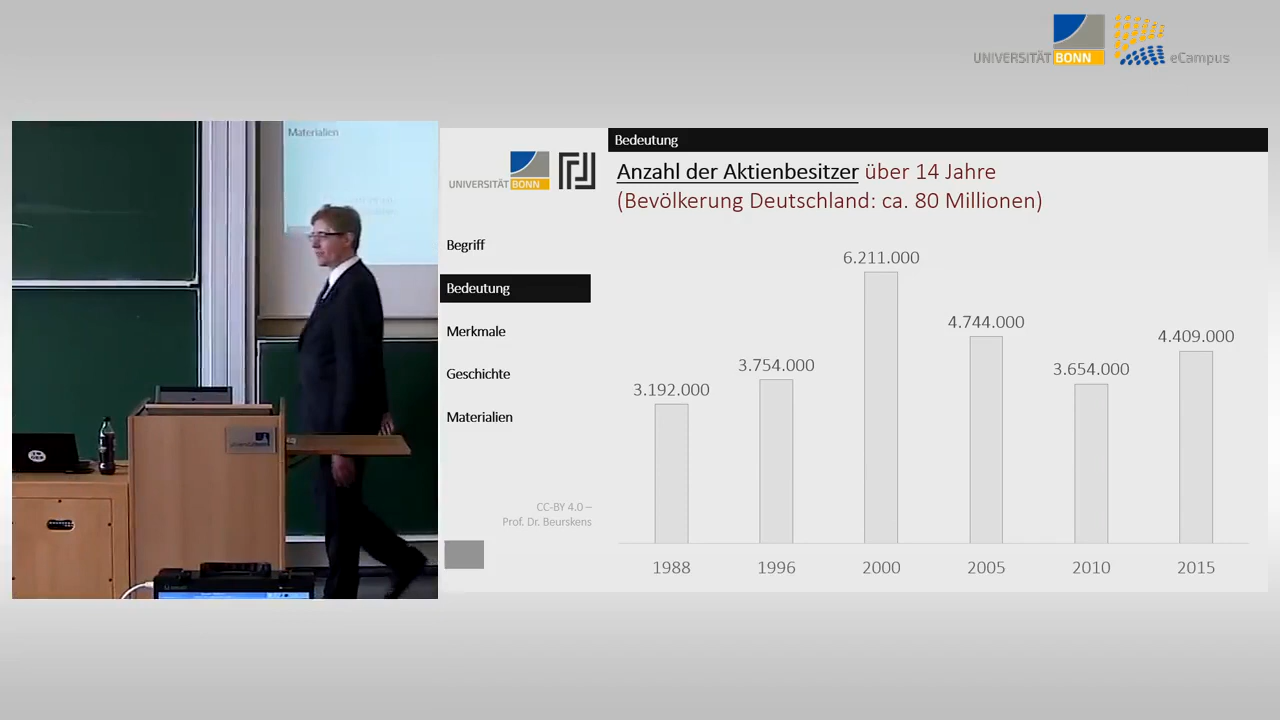 UNIVERSITÄT BONN
eCampus
Materialien
UNIVERSITÄT BONN
Begriff
Bedeutung
Merkmale
Geschichte
Materialien
CC-BY 4.0 –
Prof. Dr. Beurskens
Bedeutung
Anzahl der Aktienbesitzer über 14 Jahre
(Bevölkerung Deutschland: ca. 80 Millionen)
3.192.000
3.754.000
6.211.000
4.744.000
3.654.000
4.409.000
1988 1996 2000 2005 2010 2015